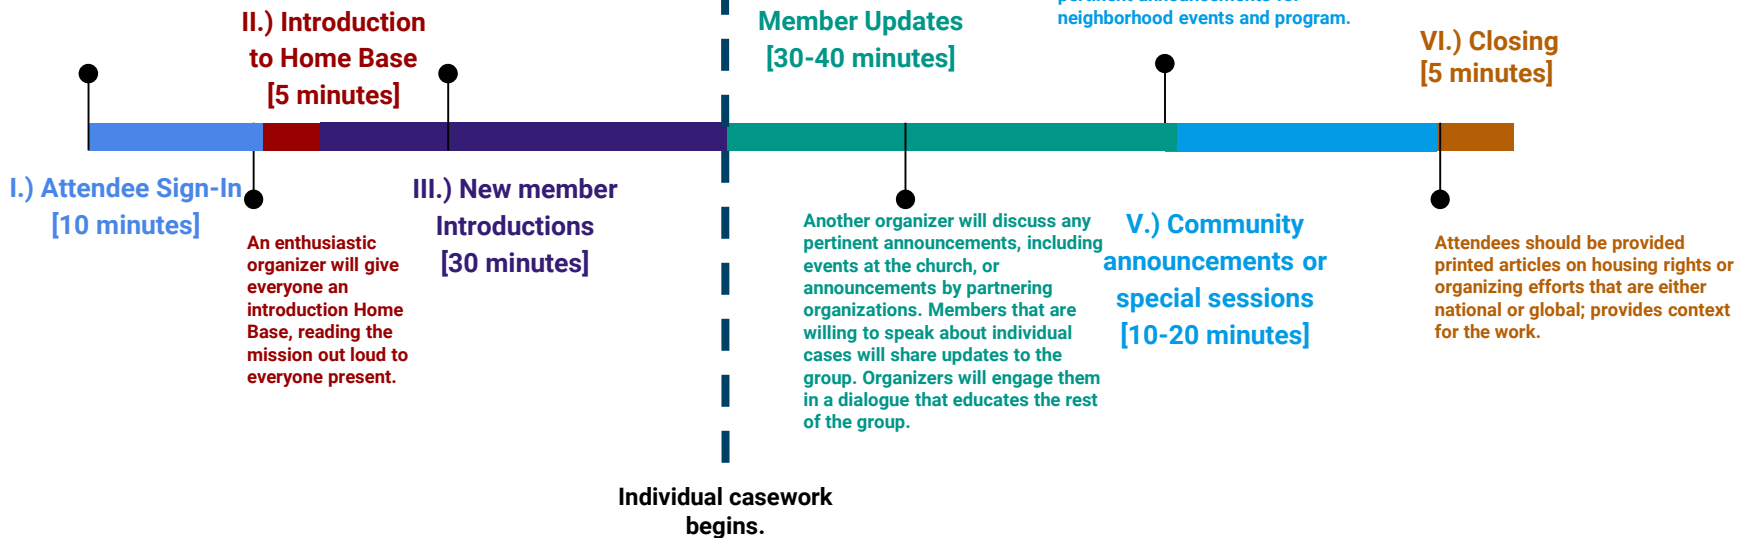 II.) Introduction
to Home Base
[5 minutes]
Member Updates
[30-40 minutes]
pertinent announcements for
neighborhood events and program.
VI.) Closing
[5 minutes]
I.) Attendee Sign-In
[10 minutes]
An enthusiastic
organizer will give
everyone an
introduction Home
Base, reading the
mission out loud to
everyone present.
III.) New member
Introductions
[30 minutes]
Another organizer will discuss any
pertinent announcements, including
events at the church, or
announcements by partnering
organizations. Members that are
willing to speak about individual
cases will share updates to the
group. Organizers will engage them
in a dialogue that educates the rest
of the group.
V.) Community
announcements or
special sessions
[10-20 minutes]
Attendees should be provided
printed articles on housing rights or
organizing efforts that are either
national or global; provides context
for the work.
Individual casework
begins.